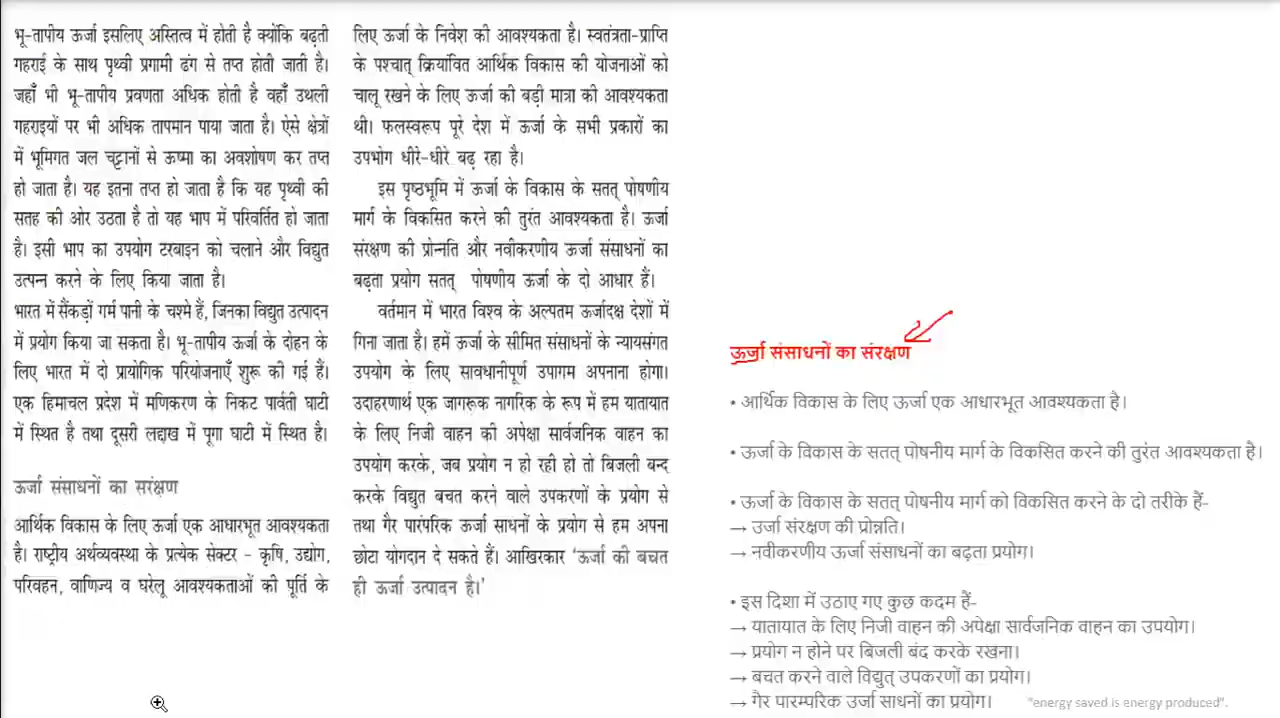 भू-तापीय ऊर्जा इसलिए अस्तित्व में होती है क्योंकि बढ़ती
गहराई के साथ पृथ्वी प्रगामी ढंग से तप्त होती जाती है।
जहाँ भी भू-तापीय प्रवणता अधिक होती है वहाँ उथली
गहराइयों पर भी अधिक तापमान पाया जाता है। ऐसे क्षेत्रों
में भूमिगत जल चट्टानों से ऊष्मा का अवशोषण कर तप्त
हो जाता है। यह इतना तप्त हो जाता है कि यह पृथ्वी की
सतह की ओर उठता है तो यह भाप में परिवर्तित हो जाता
है। इसी भाप का उपयोग टरबाइन को चलाने और विद्युत
उत्पन्न करने के लिए किया जाता है।
भारत में सैंकड़ों गर्म पानी के चश्मे हैं, जिनका विद्युत उत्पादन
में प्रयोग किया जा सकता है। भू-तापीय ऊर्जा के दोहन के
लिए भारत में दो प्रायोगिक परियोजनाएँ शुरू की गई हैं।
एक हिमाचल प्रदेश में मणिकरण के निकट पार्वती घाटी
में स्थित है तथा दूसरी लद्दाख में पूगा घाटी में स्थित है।
ऊर्जा संसाधनों का सरंक्षण
आर्थिक विकास के लिए ऊर्जा एक आधारभूत आवश्यकता
है। राष्ट्रीय अर्थव्यवस्था के प्रत्येक सेक्टर – कृषि, उद्योग,
परिवहन, वाणिज्य व घरेलू आवश्यकताओं की पूर्ति के
लिए ऊर्जा के निवेश की आवश्यकता है। स्वतंत्रता-प्राप्ति
के पश्चात् क्रियांवित आर्थिक विकास की योजनाओं को
चालू रखने के लिए ऊर्जा की बड़ी मात्रा की आवश्यकता
थी। फलस्वरूप पूरे देश में ऊर्जा के सभी प्रकारों का
उपभोग धीरे-धीरे बढ़ रहा है।
इस पृष्ठभूमि में ऊर्जा के विकास के सतत् पोषणीय
मार्ग के विकसित करने की तुरंत आवश्यकता है। ऊर्जा
संरक्षण की प्रोन्नति और नवीकरणीय ऊर्जा संसाधनों का
बढ़ता प्रयोग सतत् पोषणीय ऊर्जा के दो आधार हैं।
वर्तमान में भारत विश्व के अल्पतम ऊर्जादक्ष देशों में
गिना जाता है। हमें ऊर्जा के सीमित संसाधनों के न्यायसंगत
उपयोग के लिए सावधानीपूर्ण उपागम अपनाना होगा।
उदाहरणार्थ एक जागरूक नागरिक के रूप में हम यातायात
के लिए निजी वाहन की अपेक्षा सार्वजनिक वाहन का
उपयोग करके, जब प्रयोग न हो रही हो तो बिजली बन्द
करके विद्युत बचत करने वाले उपकरणों के प्रयोग से
तथा गैर पारंपरिक ऊर्जा साधनों के प्रयोग से हम अपना
छोटा योगदान दे सकते हैं। आखिरकार 'ऊर्जा की बचत
ही ऊर्जा उत्पादन है।'
ऊर्जा संसाधनों का संरक्षण
• आर्थिक विकास के लिए ऊर्जा एक आधारभूत आवश्यकता है।
• ऊर्जा के विकास के सतत् पोषनीय मार्ग के विकसित करने की तुरंत आवश्यकता है।
• ऊर्जा के विकास के सतत् पोषनीय मार्ग को विकसित करने के दो तरीके हैं-
→ उर्जा संरक्षण की प्रोन्नति।
→ नवीकरणीय ऊर्जा संसाधनों का बढ़ता प्रयोग।
• इस दिशा में उठाए गए कुछ कदम हैं-
→ यातायात के लिए निजी वाहन की अपेक्षा सार्वजनिक वाहन का उपयोग।
→ प्रयोग न होने पर बिजली बंद करके रखना।
→ बचत करने वाले विद्युत् उपकरणों का प्रयोग।
→ गैर पारम्परिक उर्जा साधनों का प्रयोग। "energy saved is energy produced".